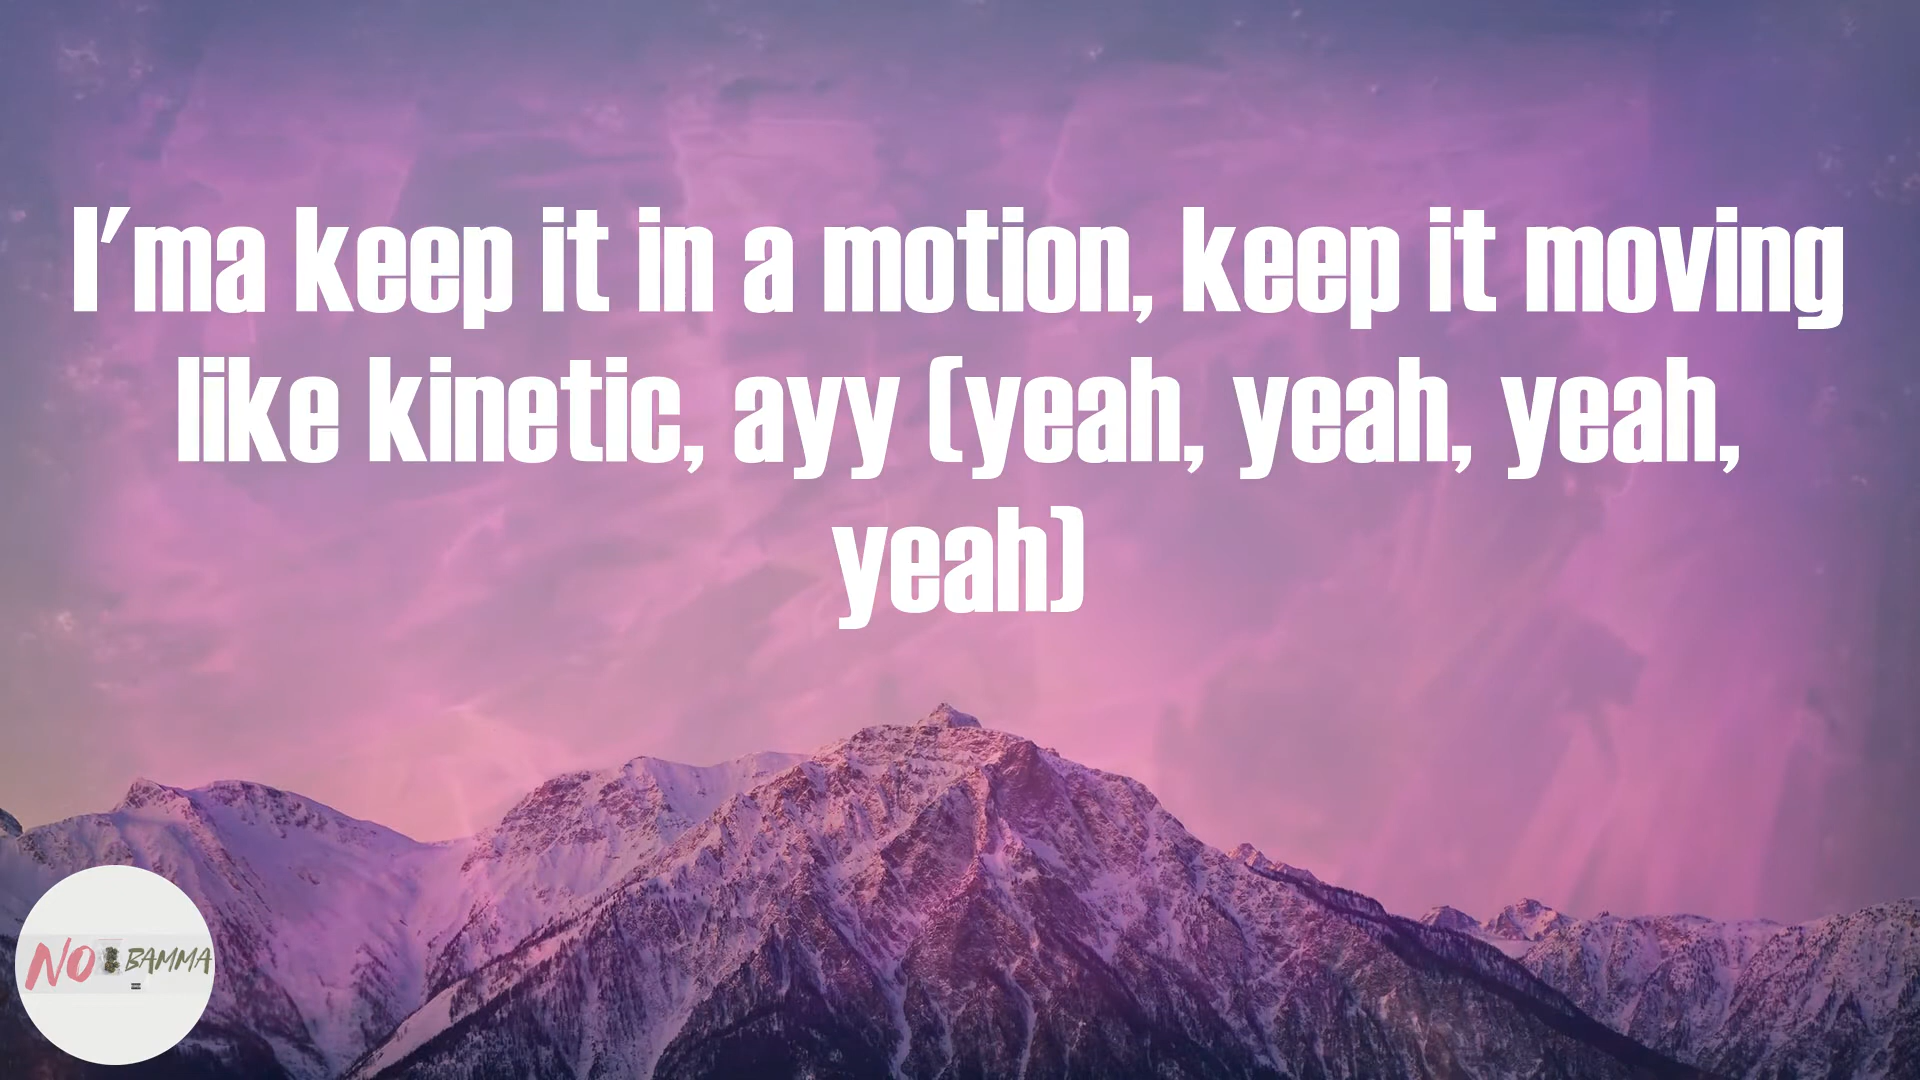 I'ma keep it in a motion, keep it moving
like kinetic, ayy (yeah, yeah, yeah,
yeah)
NO BAMMA